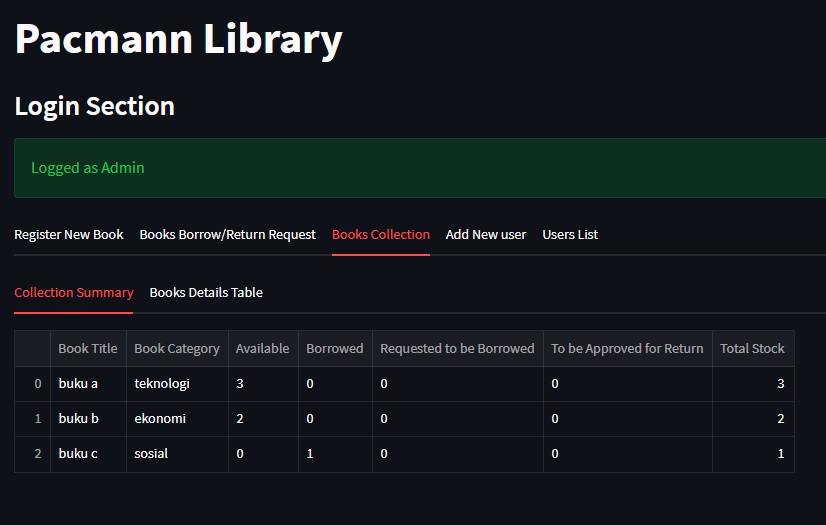 Pacmann Library
Login Section
Logged as Admin
Register New Book Books Borrow/Return Request Books Collection Add New user Users List
Collection Summary Books Details Table
Book Title Book Category Available Borrowed Requested to be Borrowed To be Approved for Return Total Stock
0 buku a teknologi 3 0 0 0 3
1 buku b ekonomi 2 0 0 0 2
2 buku c sosial 0 1 0 0 1